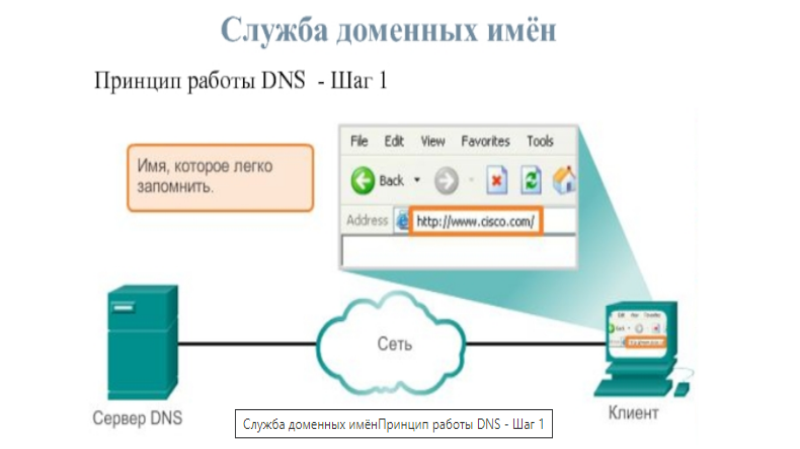 Служба доменных имён
Принцип работы DNS - Шаг 1
File Edit View Favorites Tools
Имя, которое легко
запомнить.
Back
Address http://www.cisco.com/
Сеть
Сервер DNS
Клиент
Служба доменных имёнПринцип работы DNS - Шаг 1